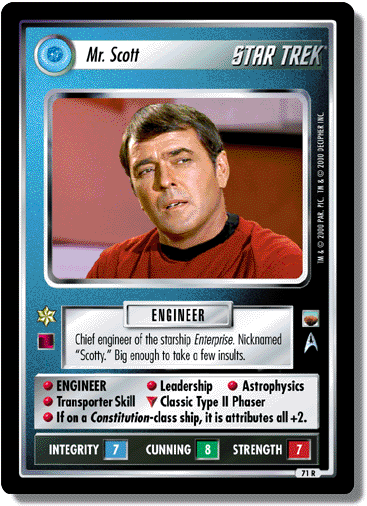 Mr. Scott
STAR TREK
TM & © 2000 PAR. PIC. TM & © 2000 DECIPHER INC.
ENGINEER
Chief engineer of the starship Enterprise. Nicknamed
"Scotty." Big enough to take a few insults.
ENGINEER Leadership Astrophysics
Transporter Skill Classic Type II Phaser
If on a Constitution-class ship, it is attributes all +2.
INTEGRITY 7 CUNNING 8 STRENGTH 7
71 R